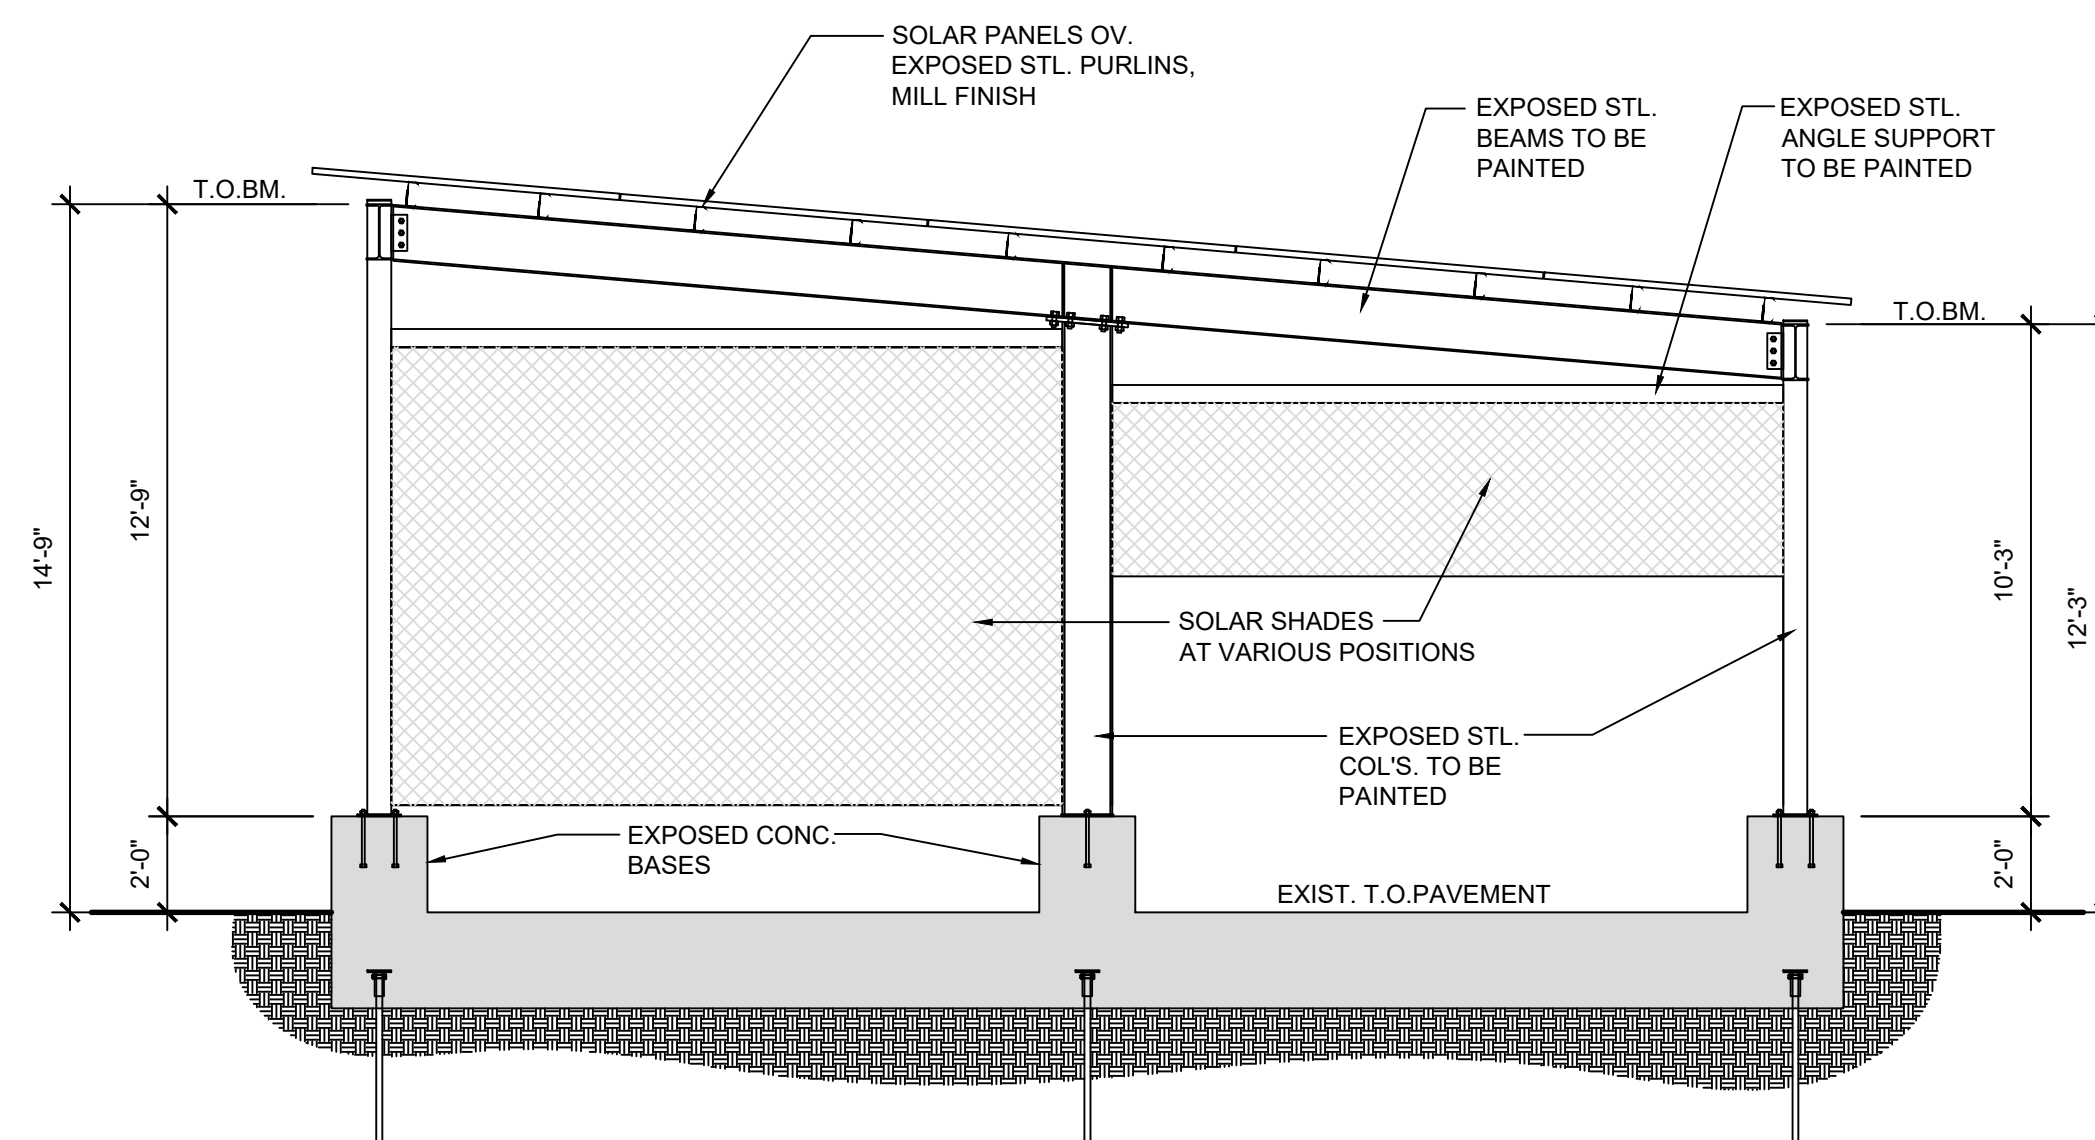 SOLAR PANELS OV.
EXPOSED STL. PURLINS,
MILL FINISH
EXPOSED STL.
BEAMS TO BE
PAINTED
EXPOSED STL.
ANGLE SUPPORT
TO BE PAINTED
T.O.BM.
T.O.BM.
14'-9"
12'-9"
2'-0"
10'-3"
12'-3"
2'-0"
SOLAR SHADES
AT VARIOUS POSITIONS
EXPOSED STL.
COL'S. TO BE
PAINTED
EXPOSED CONC.
BASES
EXIST. T.O.PAVEMENT